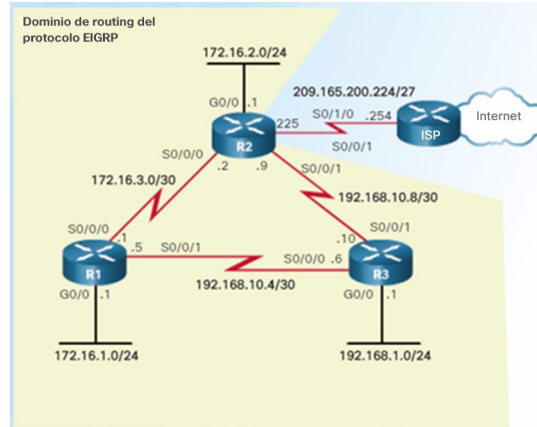 Dominio de routing del
protocolo EIGRP
172.16.2.0/24
209.165.200.224/27
G0/0 .1
S0/1/0 .254
Internet
225
ISP
R2
S0/0/1
S0/0/0
.2 .9
S0/0/1
172.16.3.0/30
192.168.10.8/30
S0/0/0
.1
S0/0/1
.10
.5 S0/0/1
S0/0/0 .6
R1
R3
192.168.10.4/30
G0/0 .1
G0/0 .1
172.16.1.0/24
192.168.1.0/24